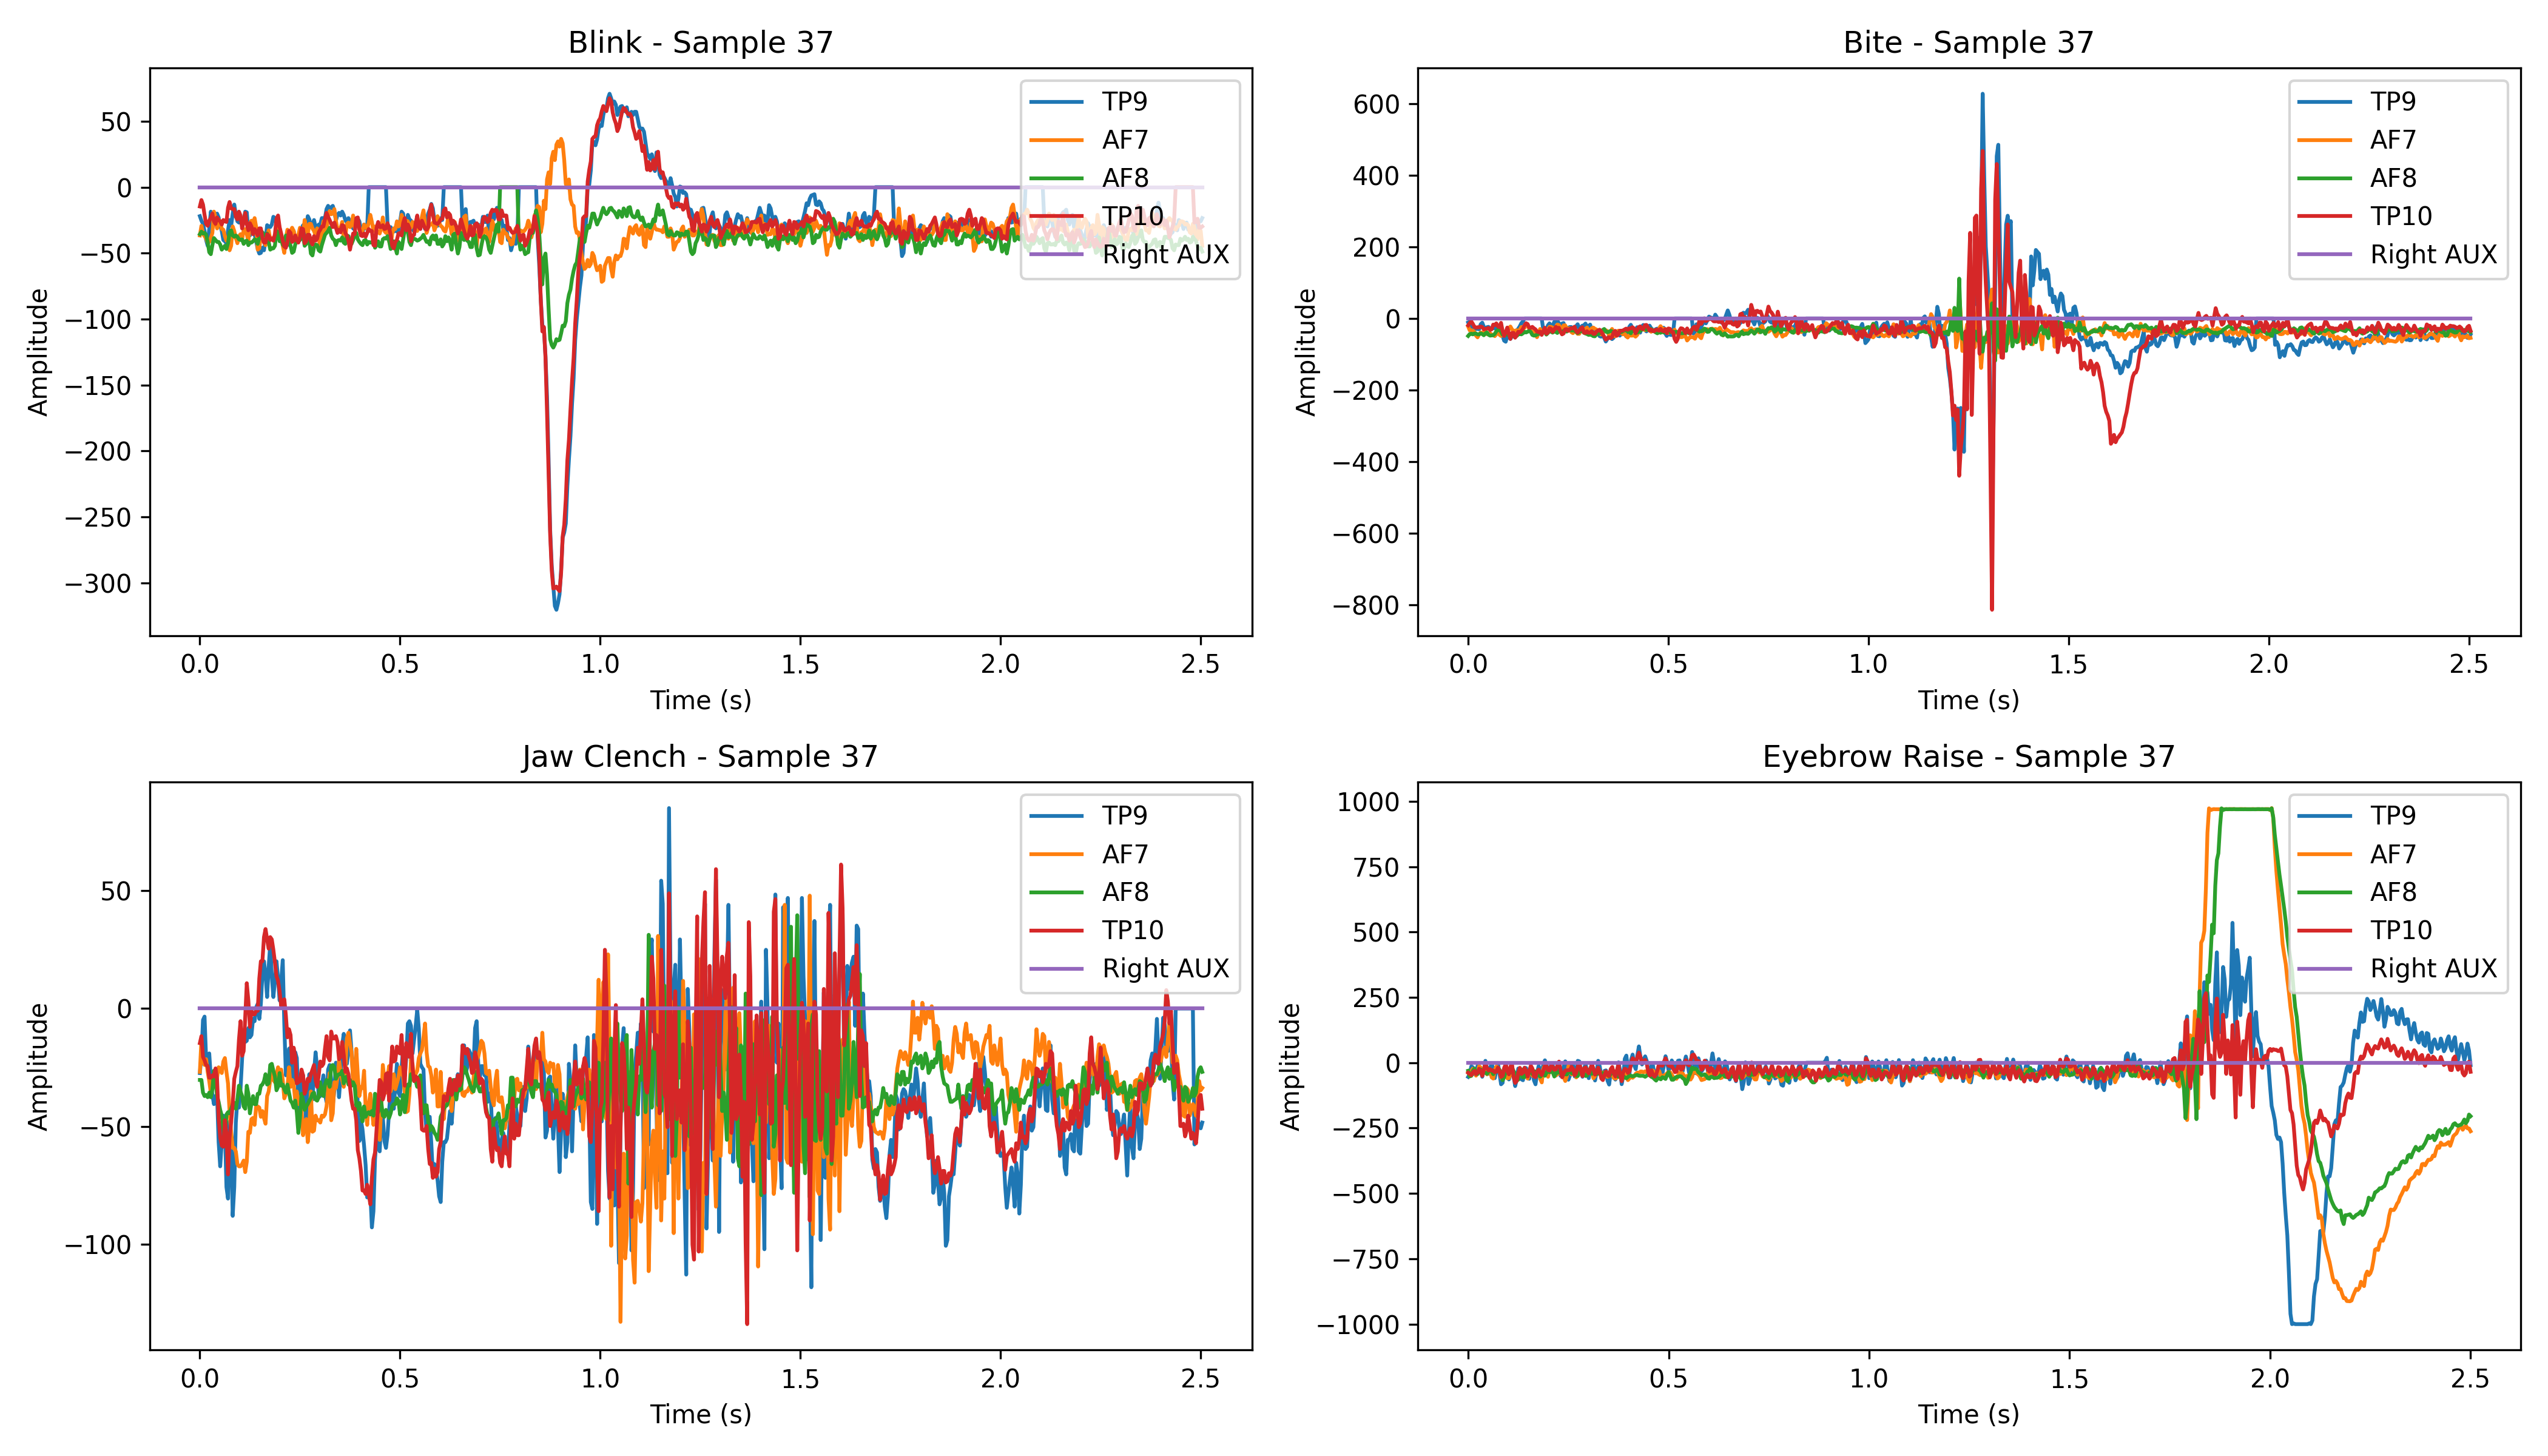 Blink - Sample 37
50
0
−50
−100
−150
−200
−250
−300
Amplitude
0.0 0.5 1.0 1.5 2.0 2.5
Time (s)
TP9
AF7
AF8
TP10
Right AUX
Bite - Sample 37
600
400
200
0
−200
−400
−600
−800
Amplitude
0.0 0.5 1.0 1.5 2.0 2.5
Time (s)
TP9
AF7
AF8
TP10
Right AUX
Jaw Clench - Sample 37
50
0
−50
−100
Amplitude
0.0 0.5 1.0 1.5 2.0 2.5
Time (s)
TP9
AF7
AF8
TP10
Right AUX
Eyebrow Raise - Sample 37
1000
750
500
250
0
−250
−500
−750
−1000
Amplitude
0.0 0.5 1.0 1.5 2.0 2.5
Time (s)
TP9
AF7
AF8
TP10
Right AUX